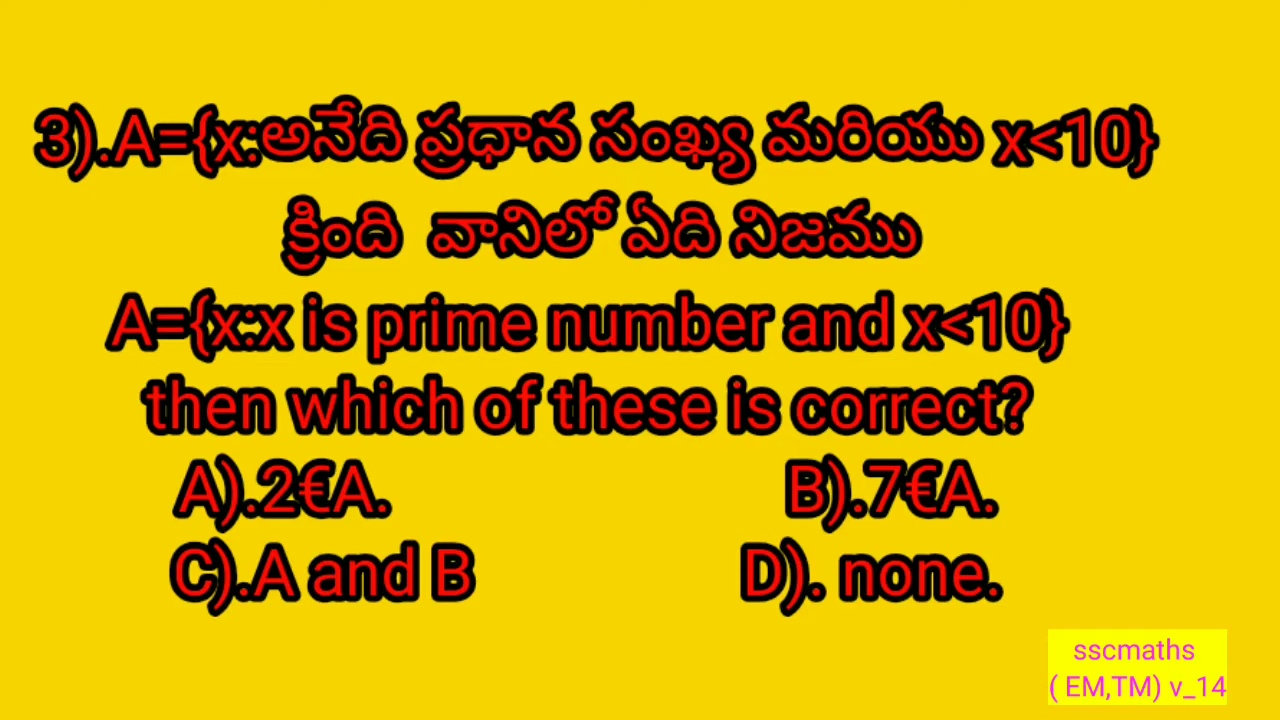 3).A={x:అనేది ప్రధాన సంఖ్య మరియు x<10}
క్రింది వానిలో ఏది నిజము
A={x:x is prime number and x<10}
then which of these is correct?
A).2€A. B).7€A.
C).A and B D). none.
sscmaths
( EM,TM) v_14